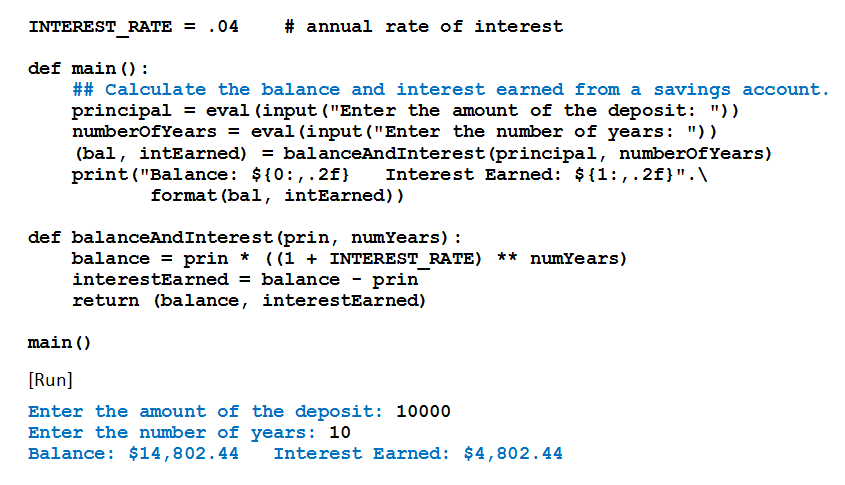 INTEREST_RATE = .04    # annual rate of interest
def main():
    ## Calculate the balance and interest earned from a savings account.
    principal = eval(input("Enter the amount of the deposit: "))
    numberOfYears = eval(input("Enter the number of years: "))
    (bal, intEarned) = balanceAndInterest(principal, numberOfYears)
    print("Balance: ${0:,.2f}   Interest Earned: ${1:,.2f}".\
           format(bal, intEarned))
def balanceAndInterest(prin, numYears):
    balance = prin * ((1 + INTEREST_RATE) ** numYears)
    interestEarned = balance - prin
    return (balance, interestEarned)
main()
[Run]
Enter the amount of the deposit: 10000
Enter the number of years: 10
Balance: $14,802.44   Interest Earned: $4,802.44